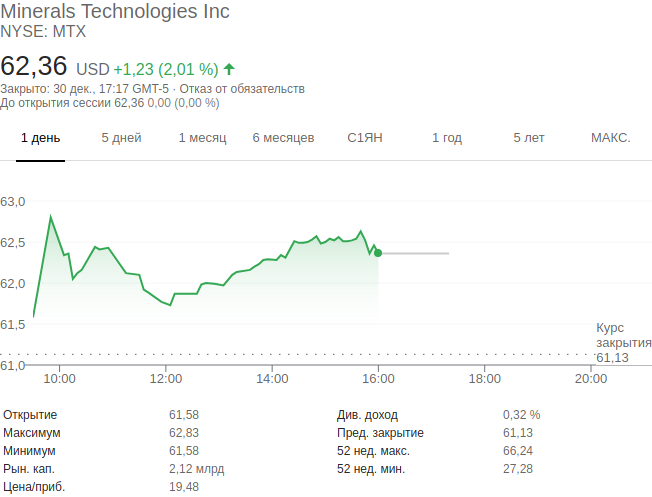 Minerals Technologies Inc
NYSE: MTX
62,36 USD +1,23 (2,01 %)
Закрыто: 30 дек., 17:17 GMT-5 · Отказ от обязательств
До открытия сессии 62,36 0,00 (0,00 %)
1 день 5 дней 1 месяц 6 месяцев С1ЯН 1 год 5 лет МАКС.
63,0
62,5
62,0
61,5
Курс
закрытия
61,13
61,0
10:00 12:00 14:00 16:00 18:00 20:00
Открытие 61,58 Див. доход 0,32 %
Максимум 62,83 Пред. закрытие 61,13
Минимум 61,58 52 нед. макс. 66,24
Рын. кап. 2,12 млрд 52 нед. мин. 27,28
Цена/приб. 19,48